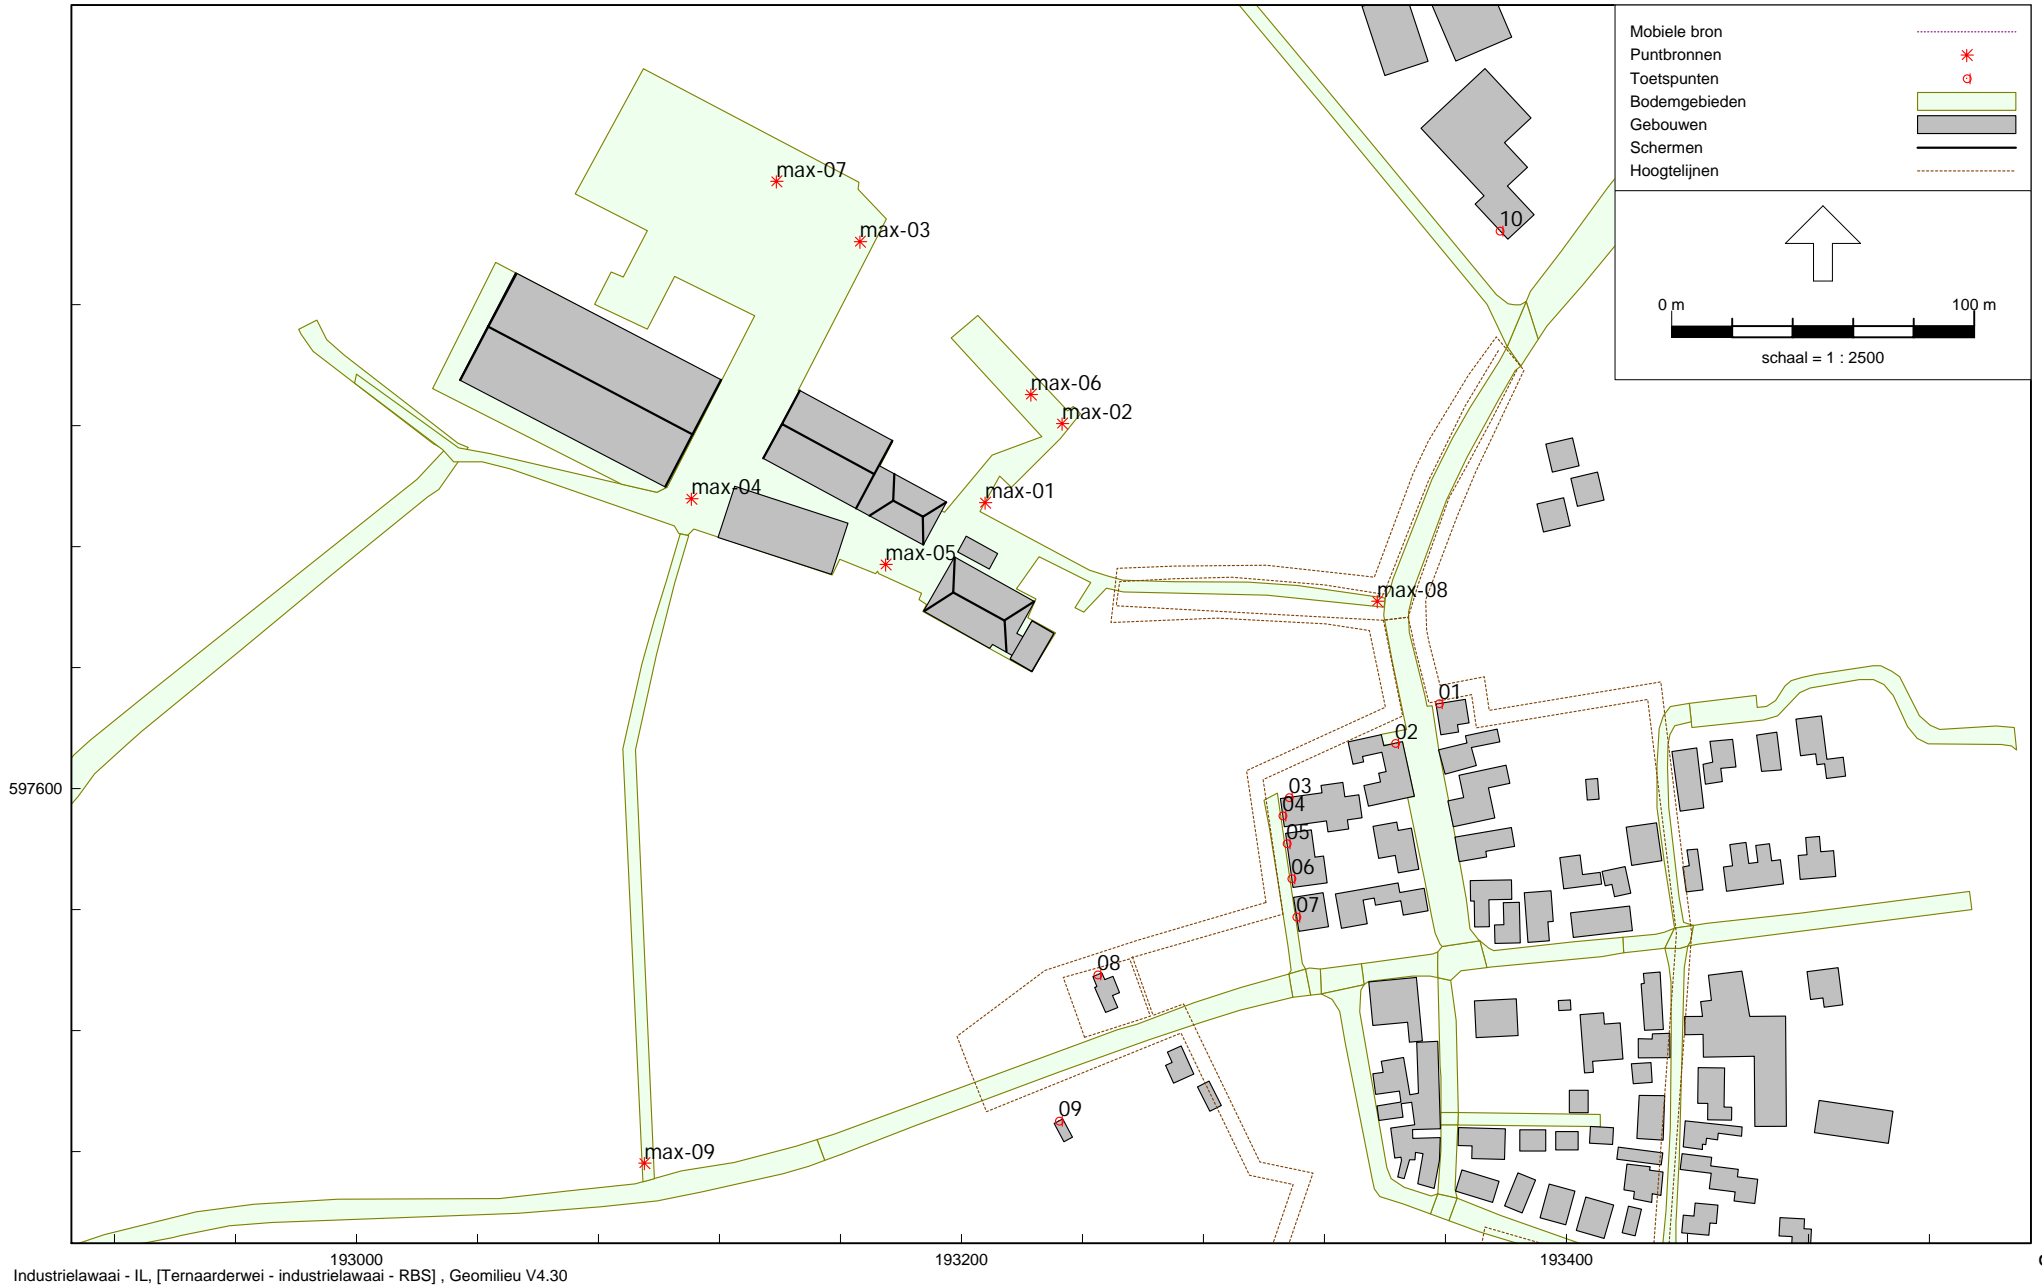 Mobiele bron
Puntbronnen
Toetspunten
Bodemgebieden
Gebouwen
Schermen
Hoogtelijnen
0 m
100 m
schaal = 1 : 2500
max-07
max-03
10
max-06
max-02
max-04
max-01
max-05
max-08
01
02
03
04
05
06
07
08
09
max-09
597600
193000
193200
193400
Industrielawaai - IL, [Ternaarderwei - industrielawaai - RBS] , Geomilieu V4.30